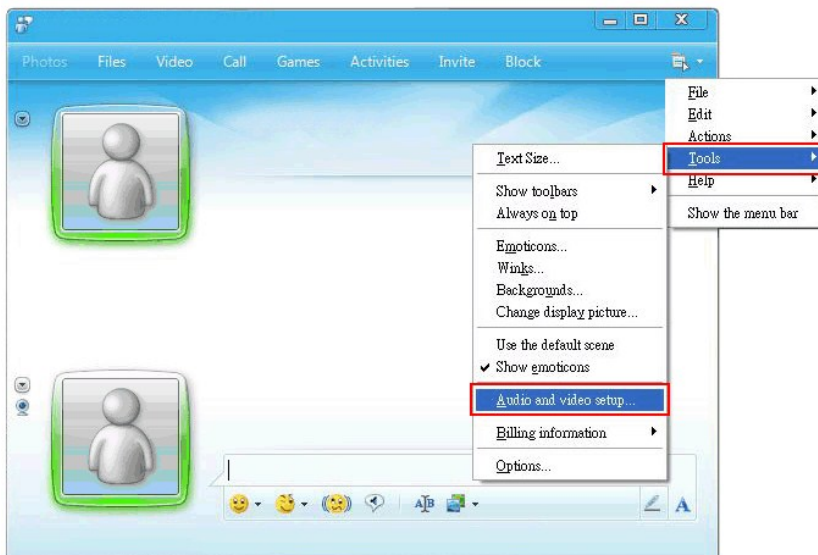 Photos Files Video Call Games Activities Invite Block
File
Edit
Actions
Tools
Help
Show the menu bar
Text Size...
Show toolbars
Always on top
Emoticons...
Winks...
Backgrounds...
Change display picture...
Use the default scene
Show emoticons
Audio and video setup...
Billing information
Options...
AB
A